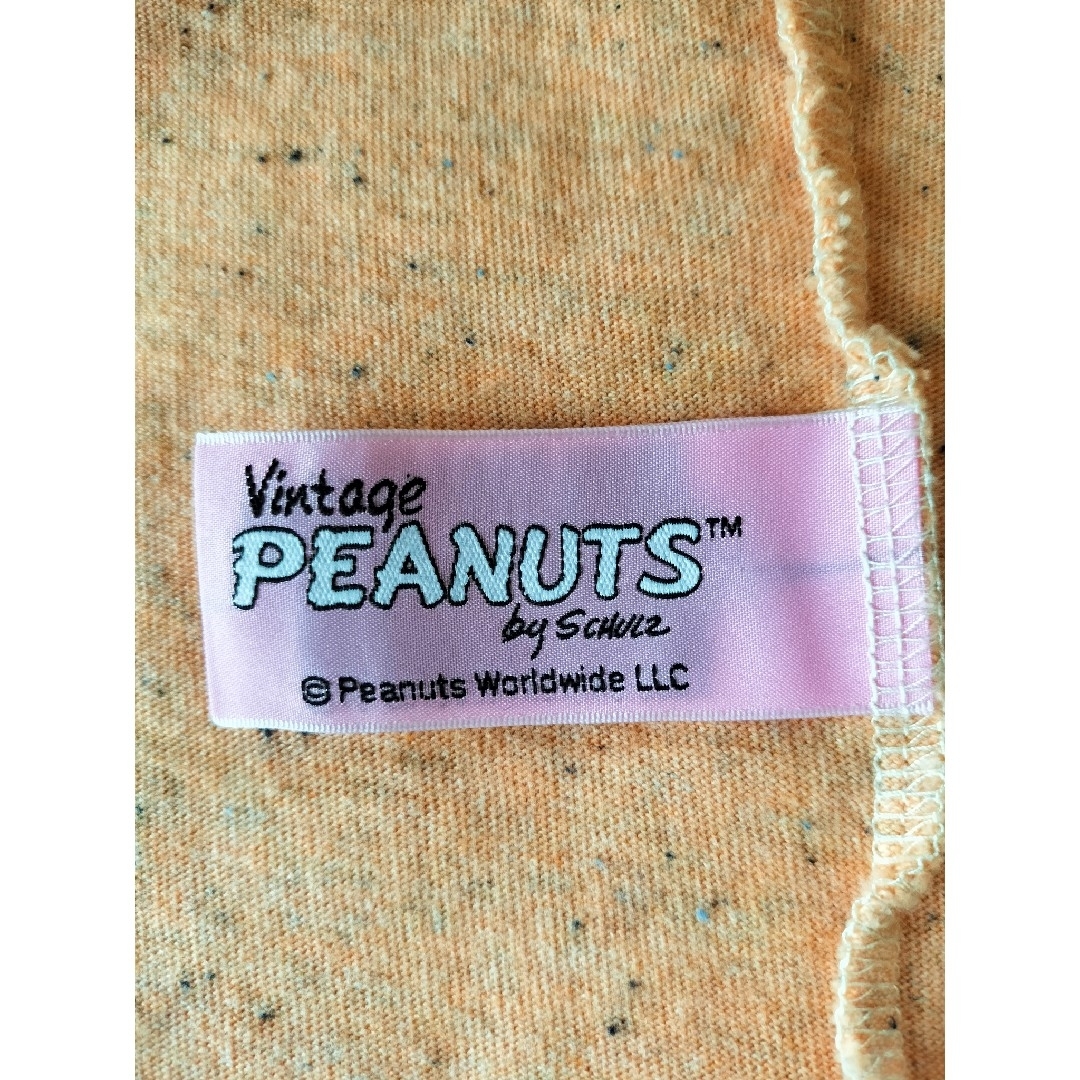 Vintage
PEANUTS™
by SCHULZ
© Peanuts Worldwide LLC